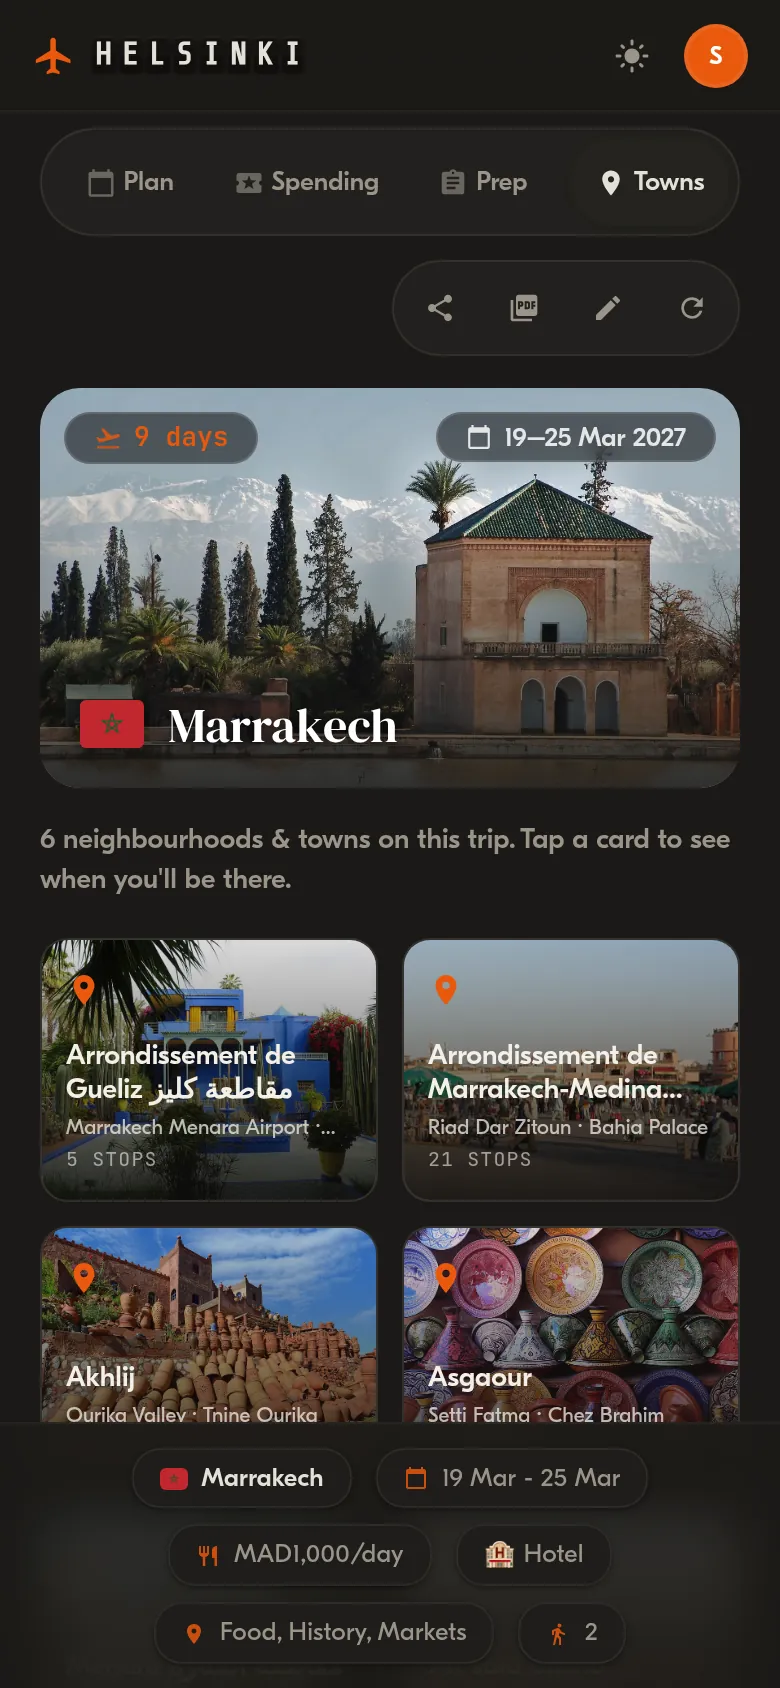 HELSINKI
S
Plan
Spending
Prep
Towns
PDF
9 days
19–25 Mar 2027
Marrakech
6 neighbourhoods & towns on this trip. Tap a card to see
when you'll be there.
Arrondissement de
Gueliz مقاطعة كليز
Marrakech Menara Airport ·...
5 STOPS
Arrondissement de
Marrakech-Medina...
Riad Dar Zitoun · Bahia Palace
21 STOPS
Akhlij
Ourika Valley · Tnine Ourika
Asgaour
Setti Fatma · Chez Brahim
Marrakech
19 Mar - 25 Mar
MAD1,000/day
Hotel
Food, History, Markets
2